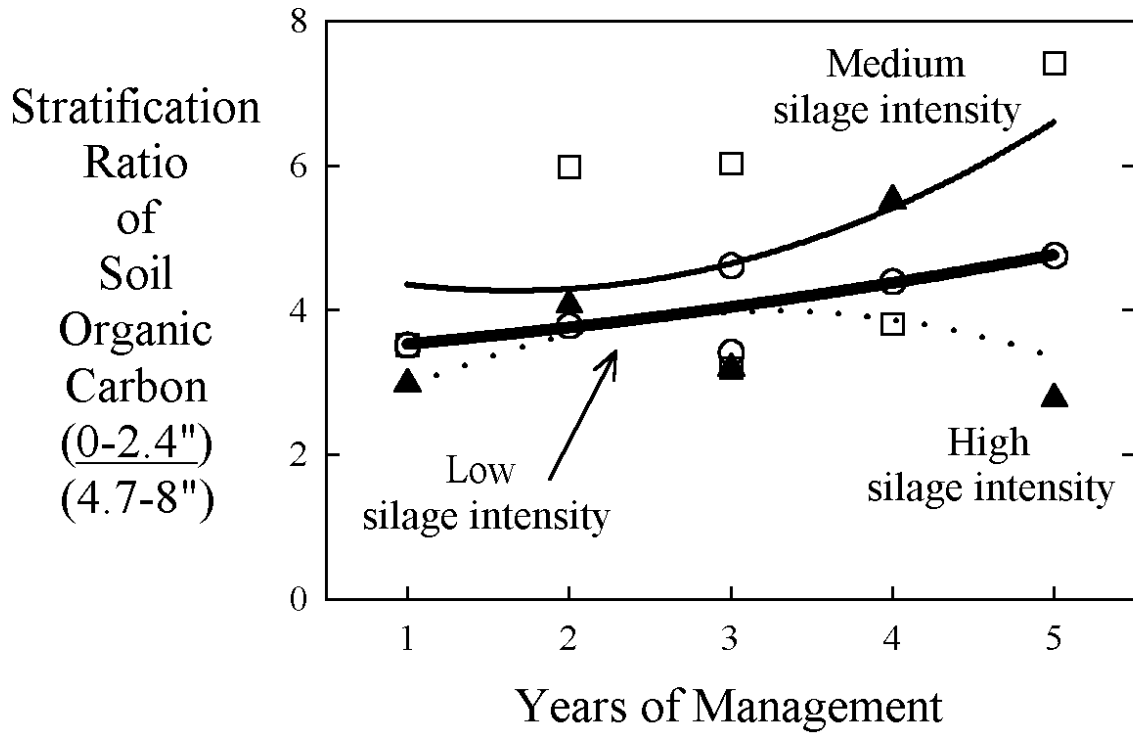 Stratification
Ratio
of
Soil
Organic
Carbon
(0-2.4")
(4.7-8")
8
6
4
2
0
Medium
silage intensity
Low
silage intensity
High
silage intensity
1 2 3 4 5
Years of Management